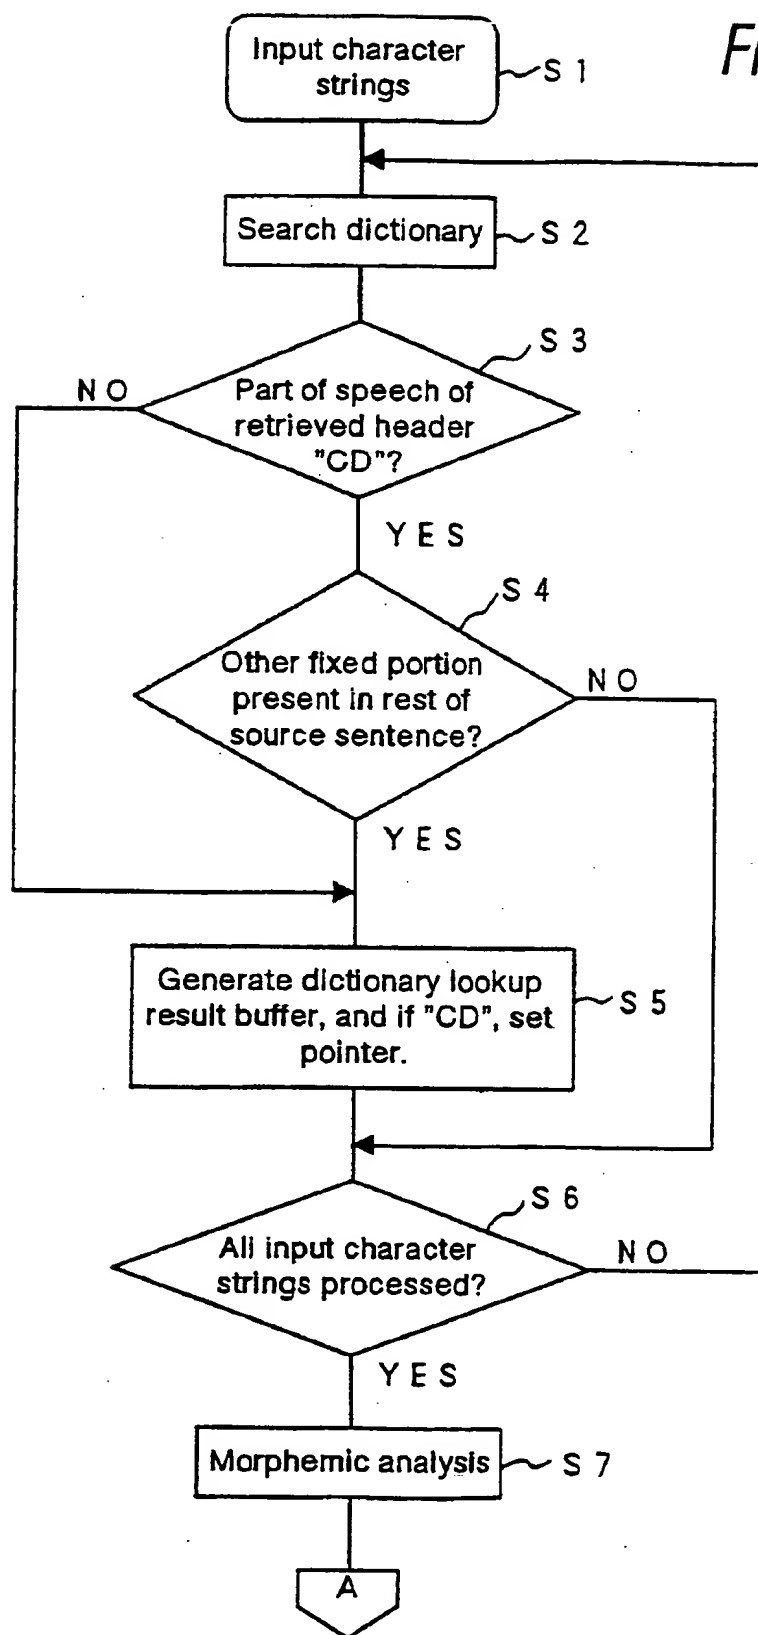 Input character
strings
S 1
Search dictionary
S 2
S 3
NO
Part of speech of
retrieved header
"CD"?
YES
S 4
Other fixed portion
present in rest of
source sentence?
NO
YES
Generate dictionary lookup
result buffer, and if "CD", set
pointer.
S 5
S 6
All input character
strings processed?
NO
YES
Morphemic analysis
S 7
A